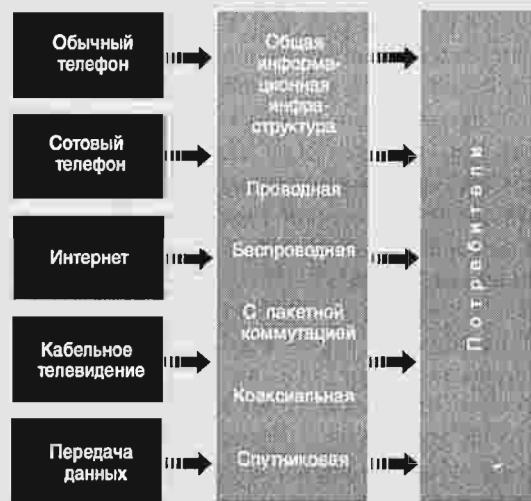 Обычный
телефон
Сотовый
телефон
Интернет
Кабельное
телевидение
Передача
данных
Общая
информа-
ционная
инфра-
структура
Проводная
Беспроводная
С пакетной
коммутацией
Коаксиальная
Спутниковая
Потребители